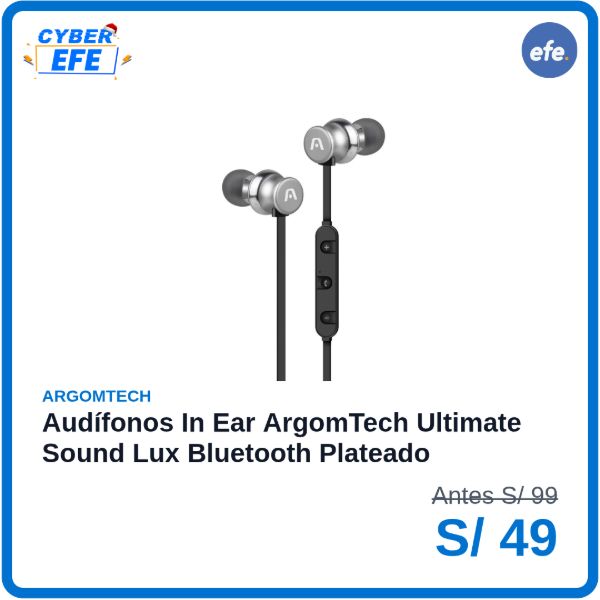 CYBER
EFE
efe.
ARGOMTECH
Audífonos In Ear ArgomTech Ultimate
Sound Lux Bluetooth Plateado
Antes S/ 99
S/ 49